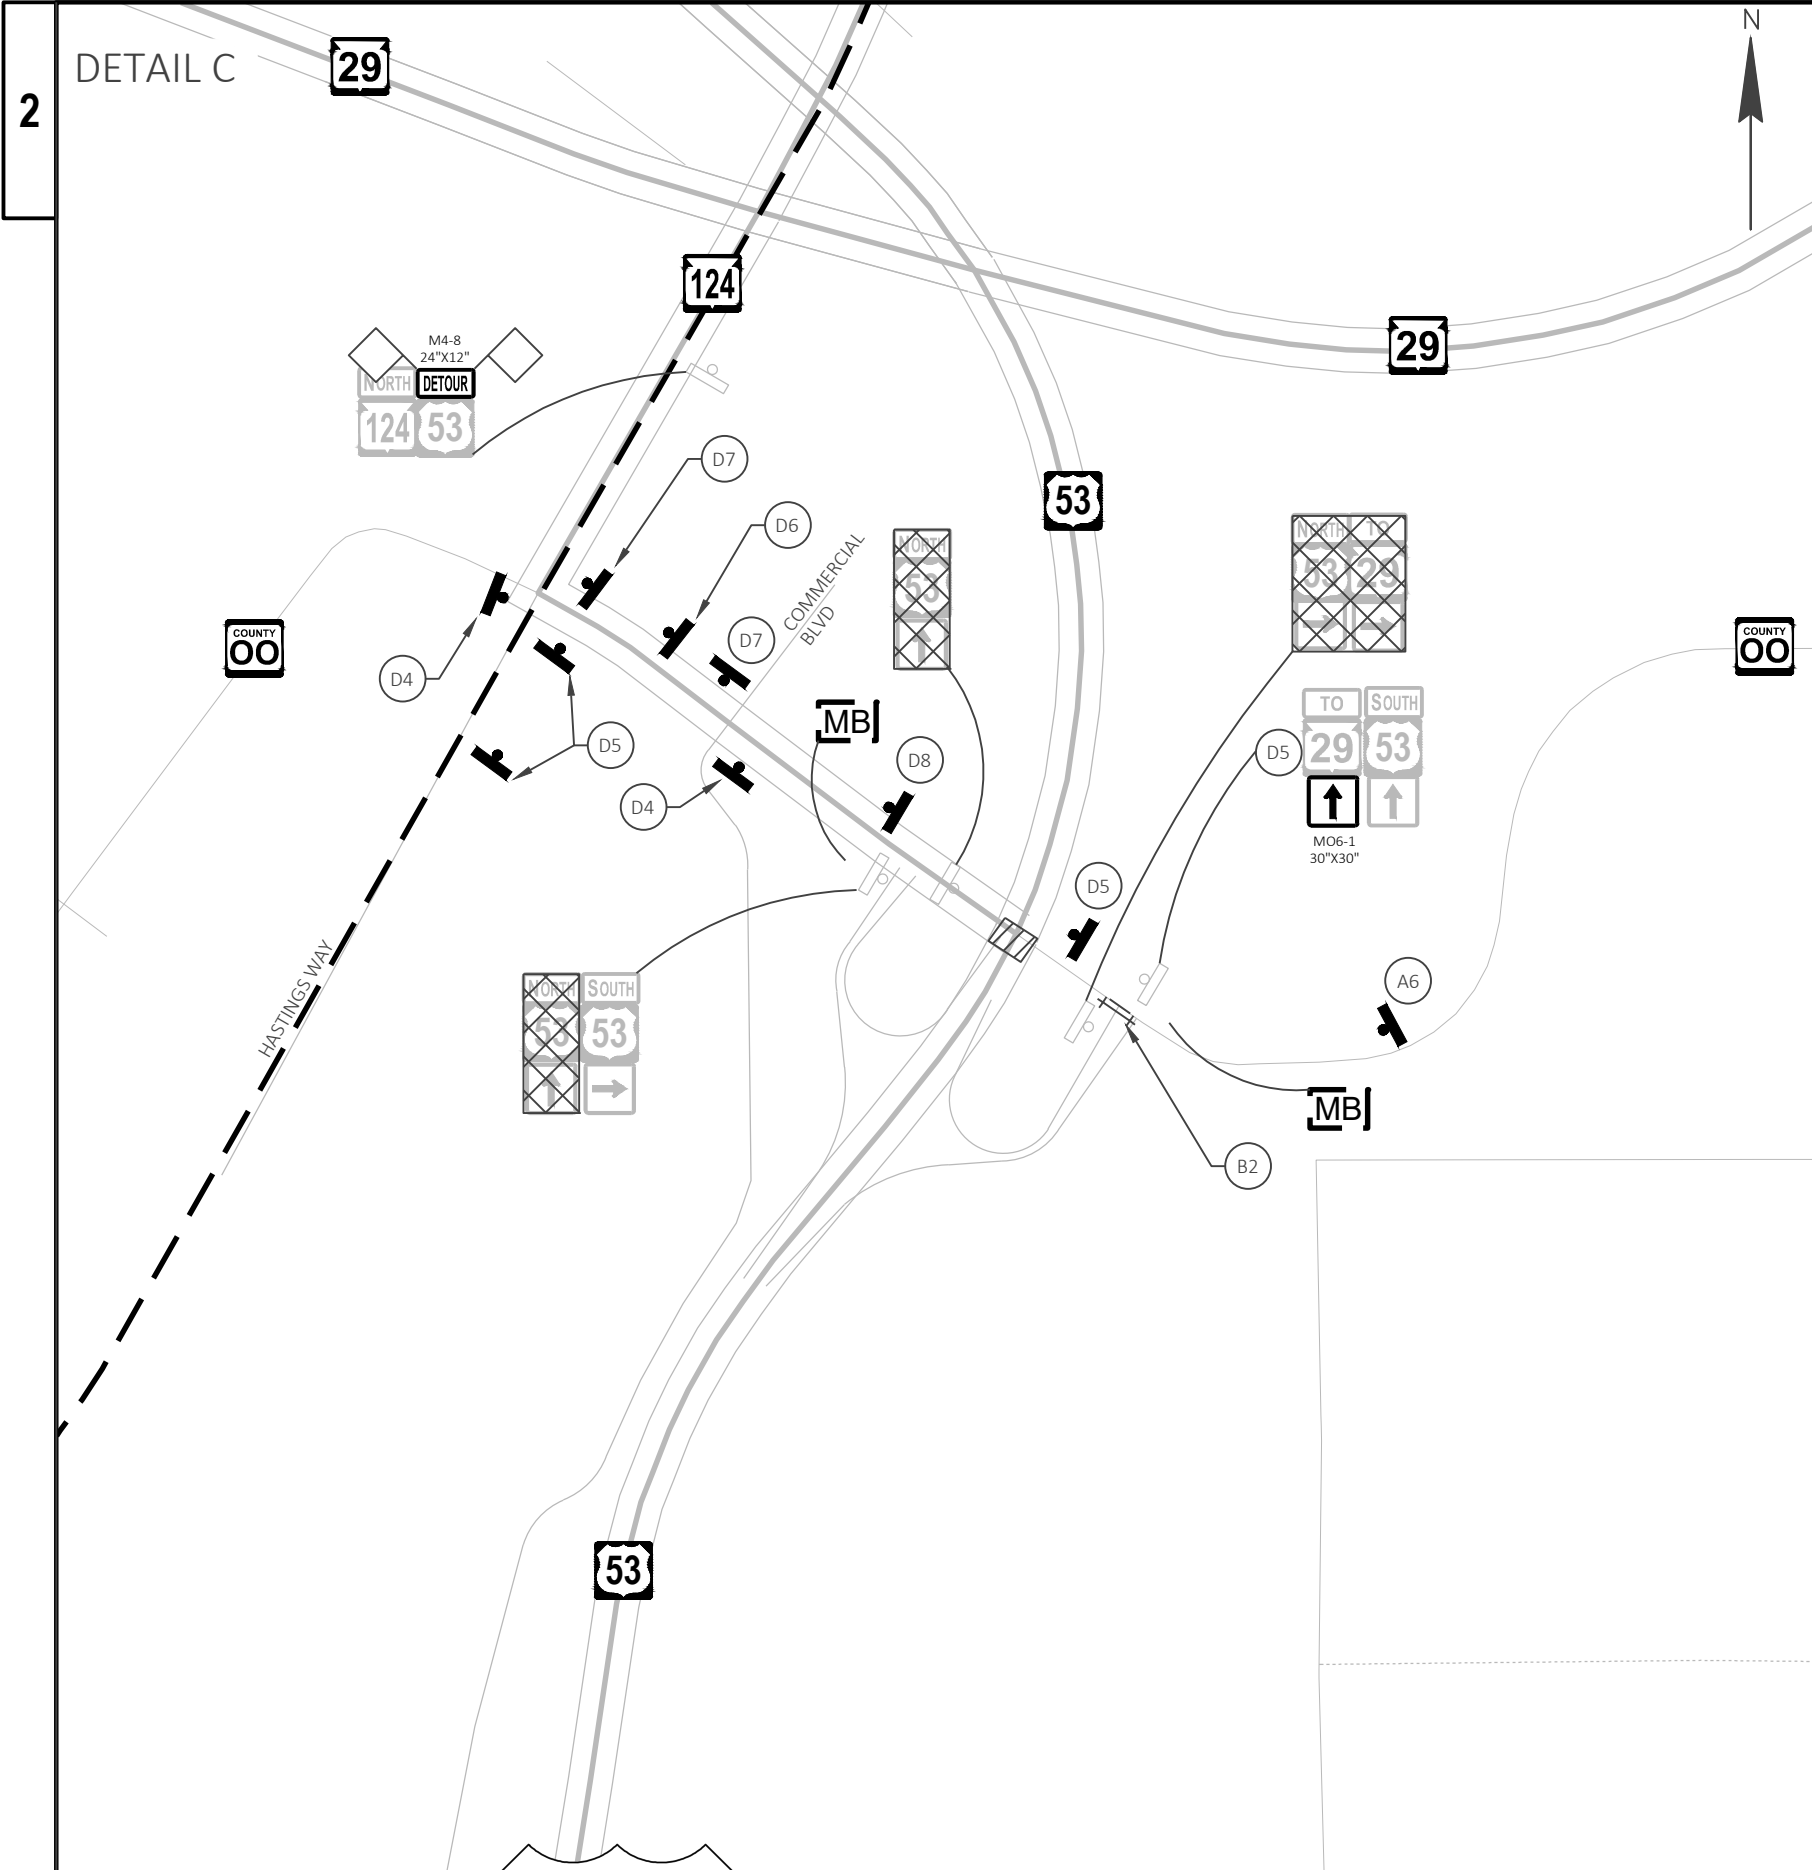 2
DETAIL C
N
29
124
29
M4-8
24"X12"
NORTH
DETOUR
124
53
D7
D6
COMMERCIAL
BLVD
D7
NORTH
53
53
NORTH
TO
53
29
COUNTY
OO
COUNTY
OO
D4
D5
MB
D8
D4
D5
TO
SOUTH
29
53
MO6-1
30"X30"
D5
HASTINGS WAY
NORTH
SOUTH
53
53
A6
MB
B2
53